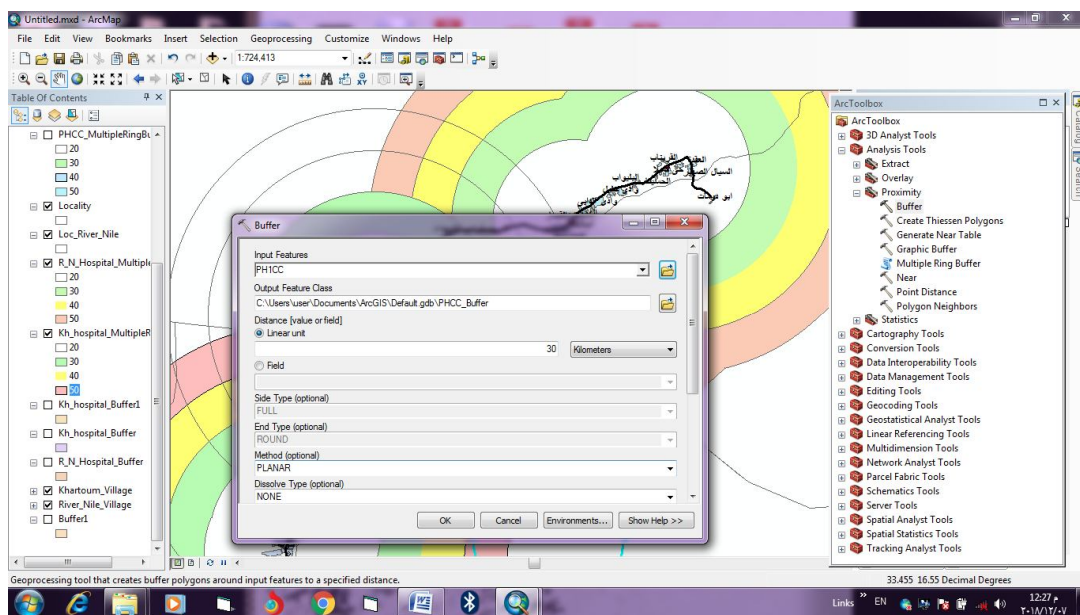 Untitled.mxd - ArcMap
File Edit View Bookmarks Insert Selection Geoprocessing Customize Windows Help
1:724,413
Table Of Contents
PHCC_MultipleRingBu
20
30
40
50
Locality
Loc_River_Nile
R_N_Hospital_Multiple
20
30
40
50
Kh_hospital_MultipleR
20
30
40
50
Kh_hospital_Buffer1
Kh_hospital_Buffer
R_N_Hospital_Buffer
Khartoum_Village
River_Nile_Village
Buffer1
السيال الصغير
ابو دومات
Buffer
Input Features
PH1CC
Output Feature Class
C:\Users\user\Documents\ArcGIS\Default.gdb\PHCC_Buffer
Distance [value or field]
Linear unit
30 Kilometers
Field
Side Type (optional)
FULL
End Type (optional)
ROUND
Method (optional)
PLANAR
Dissolve Type (optional)
NONE
OK Cancel Environments... Show Help >>
ArcToolbox
ArcToolbox
3D Analyst Tools
Analysis Tools
Extract
Overlay
Proximity
Buffer
Create Thiessen Polygons
Generate Near Table
Graphic Buffer
Multiple Ring Buffer
Near
Point Distance
Polygon Neighbors
Statistics
Cartography Tools
Conversion Tools
Data Interoperability Tools
Data Management Tools
Editing Tools
Geocoding Tools
Geostatistical Analyst Tools
Linear Referencing Tools
Multidimension Tools
Network Analyst Tools
Parcel Fabric Tools
Schematics Tools
Server Tools
Spatial Analyst Tools
Spatial Statistics Tools
Tracking Analyst Tools
Catalog
Search
Geoprocessing tool that creates buffer polygons around input features to a specified distance.
33.455 16.55 Decimal Degrees
Links EN
12:27 م
٢٠١٨/١٢/٠٧